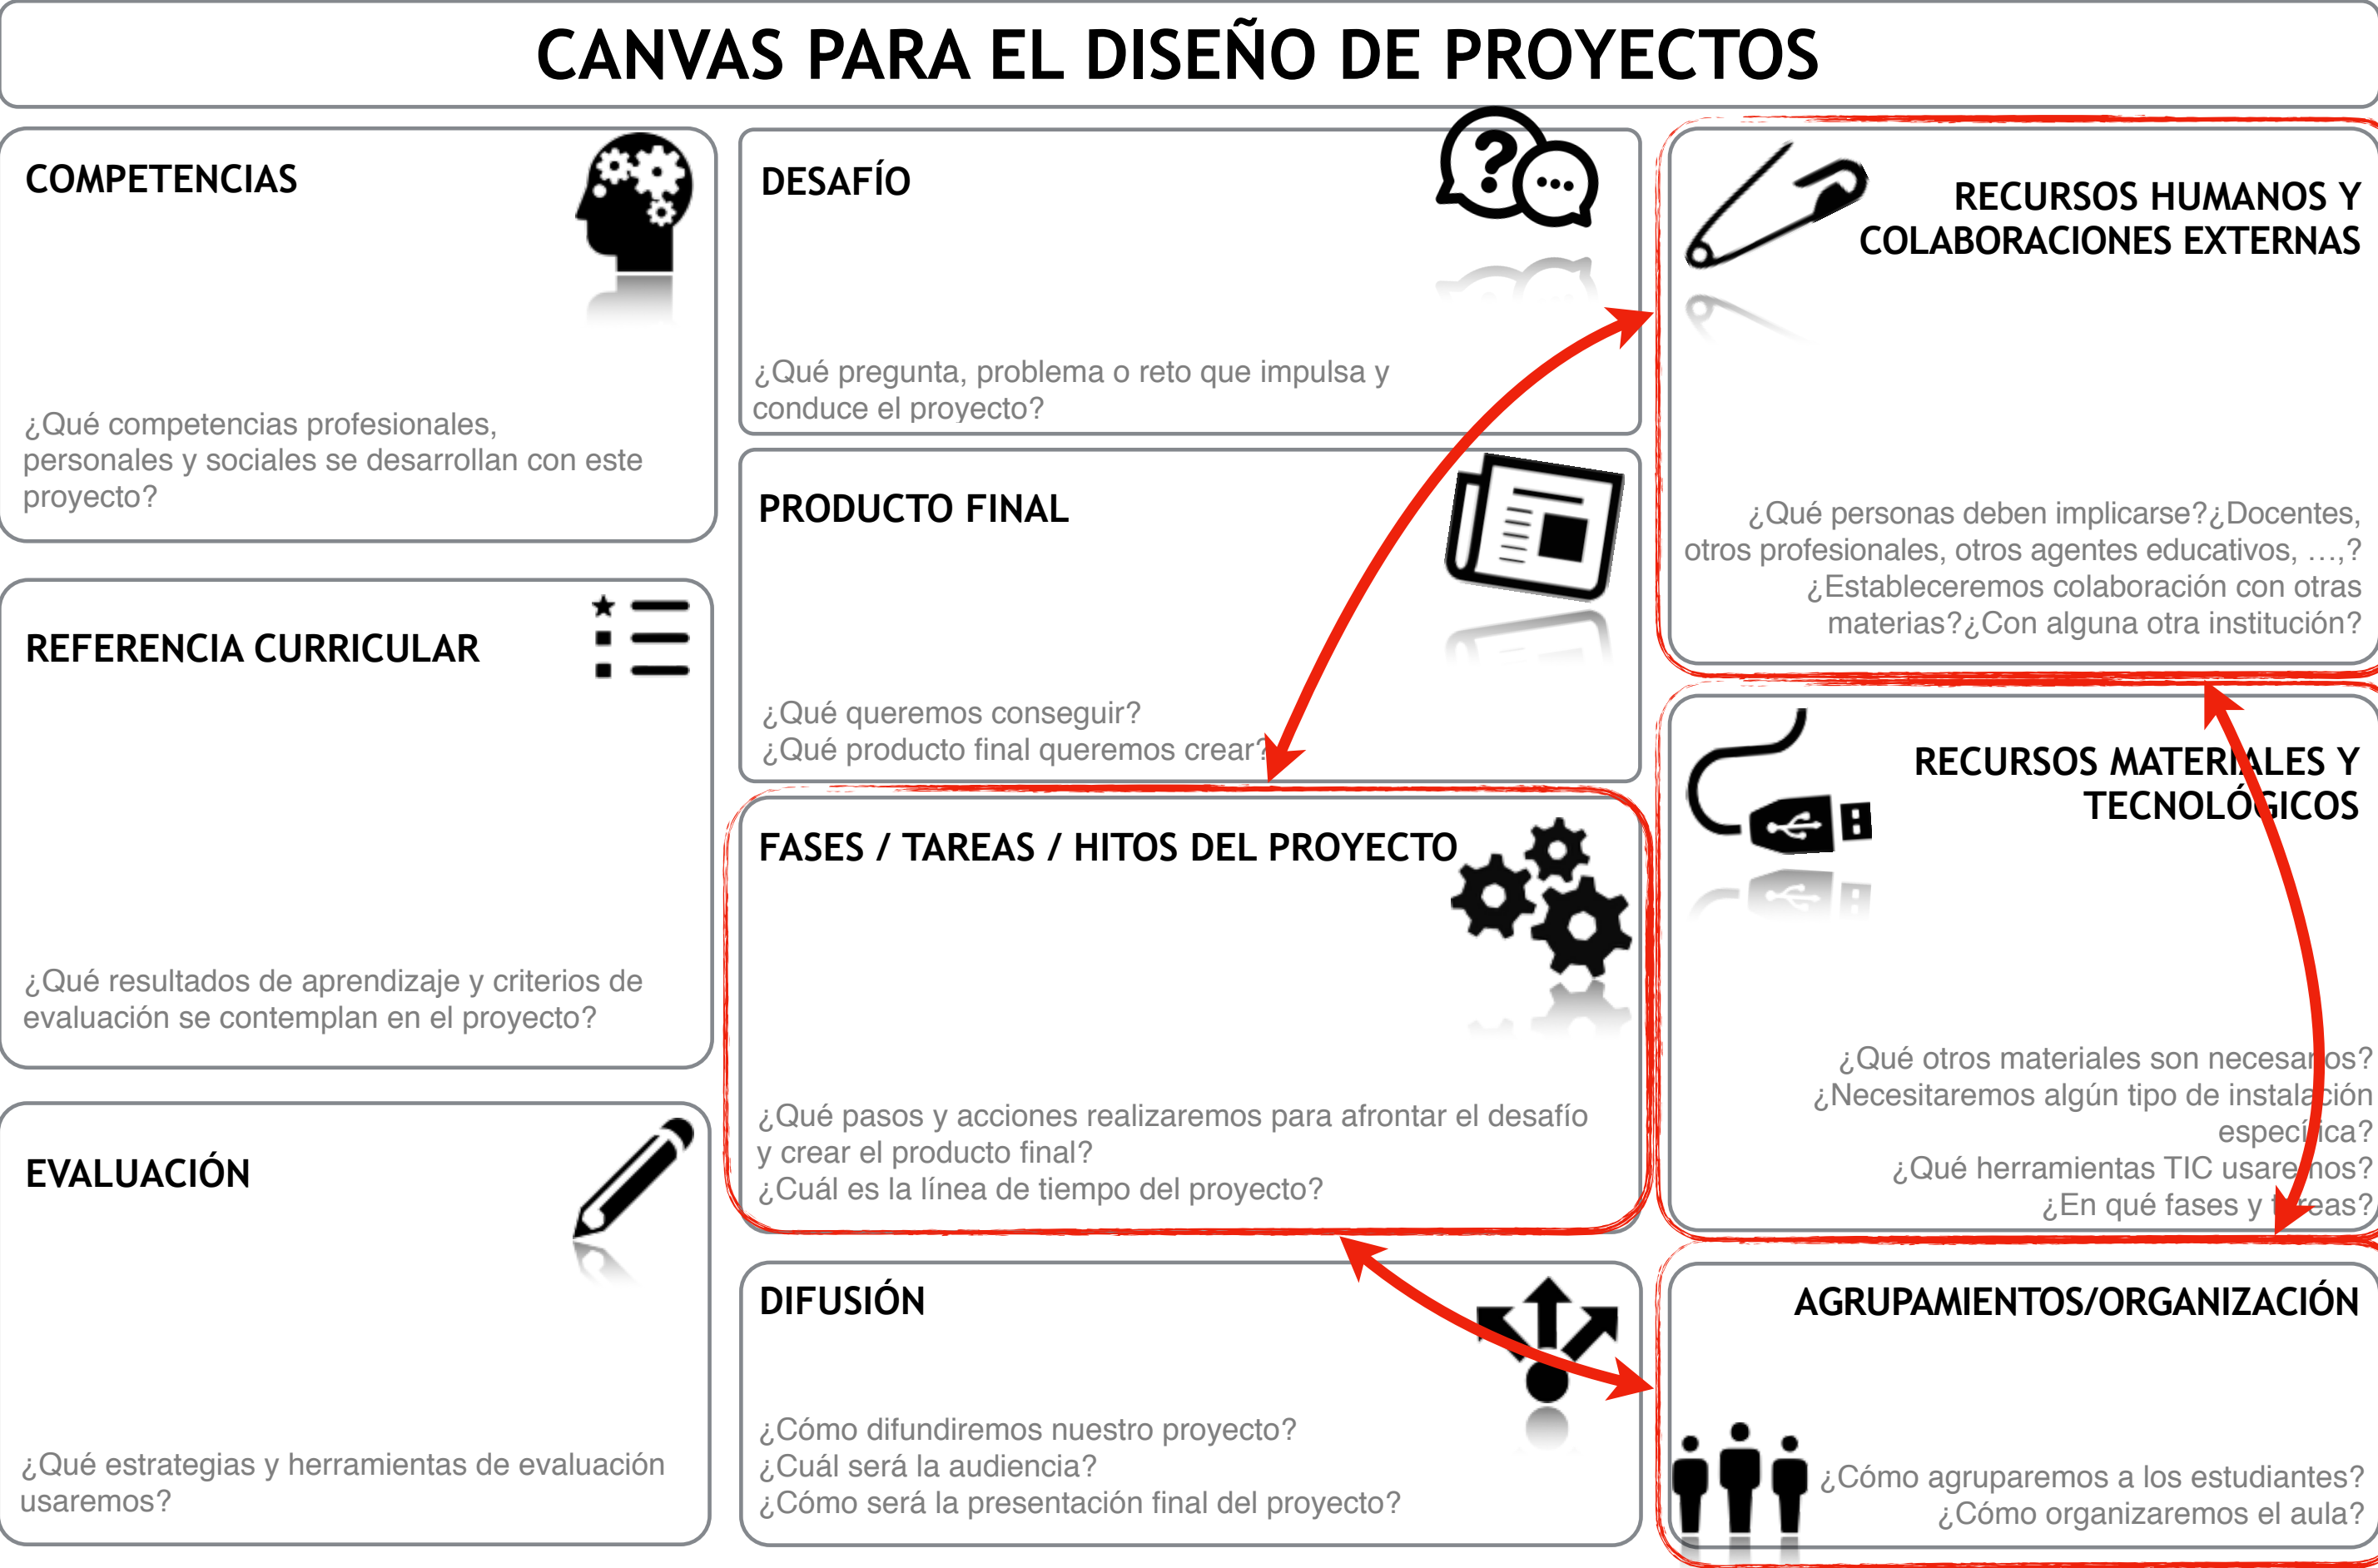 CANVAS PARA EL DISEÑO DE PROYECTOS
COMPETENCIAS
¿Qué competencias profesionales,
personales y sociales se desarrollan con este
proyecto?
REFERENCIA CURRICULAR
¿Qué resultados de aprendizaje y criterios de
evaluación se contemplan en el proyecto?
EVALUACIÓN
¿Qué estrategias y herramientas de evaluación
usaremos?
DESAFÍO
¿Qué pregunta, problema o reto que impulsa y
conduce el proyecto?
PRODUCTO FINAL
¿Qué queremos conseguir?
¿Qué producto final queremos crear?
FASES / TAREAS / HITOS DEL PROYECTO
¿Qué pasos y acciones realizaremos para afrontar el desafío
y crear el producto final?
¿Cuál es la línea de tiempo del proyecto?
DIFUSIÓN
¿Cómo difundiremos nuestro proyecto?
¿Cuál será la audiencia?
¿Cómo será la presentación final del proyecto?
RECURSOS HUMANOS Y
COLABORACIONES EXTERNAS
¿Qué personas deben implicarse?¿Docentes,
otros profesionales, otros agentes educativos, …,?
¿Estableceremos colaboración con otras
materias?¿Con alguna otra institución?
RECURSOS MATERIALES Y
TECNOLÓGICOS
¿Qué otros materiales son necesarios?
¿Necesitaremos algún tipo de instalación
específica?
¿Qué herramientas TIC usaremos?
¿En qué fases y tareas?
AGRUPAMIENTOS/ORGANIZACIÓN
¿Cómo agruparemos a los estudiantes?
¿Cómo organizaremos el aula?